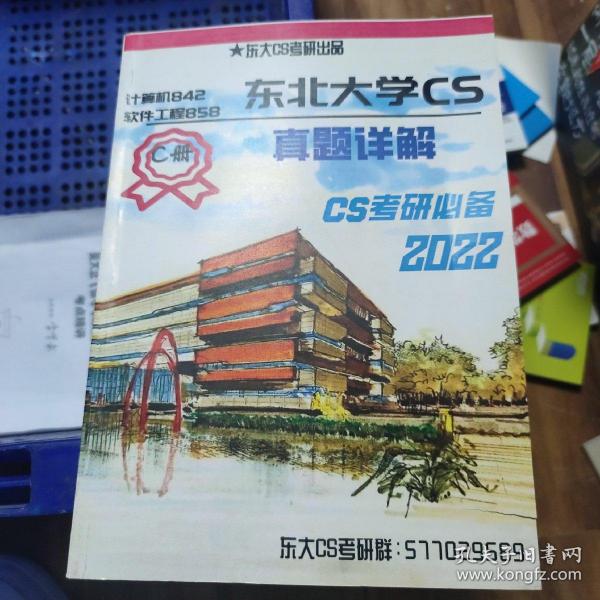 ★东大CS考研出品
计算机842
软件工程858
东北大学CS
C册
真题详解
CS考研必备
2022
东大CS考研群:577029589
孔夫子旧书网
www.kongfz.com